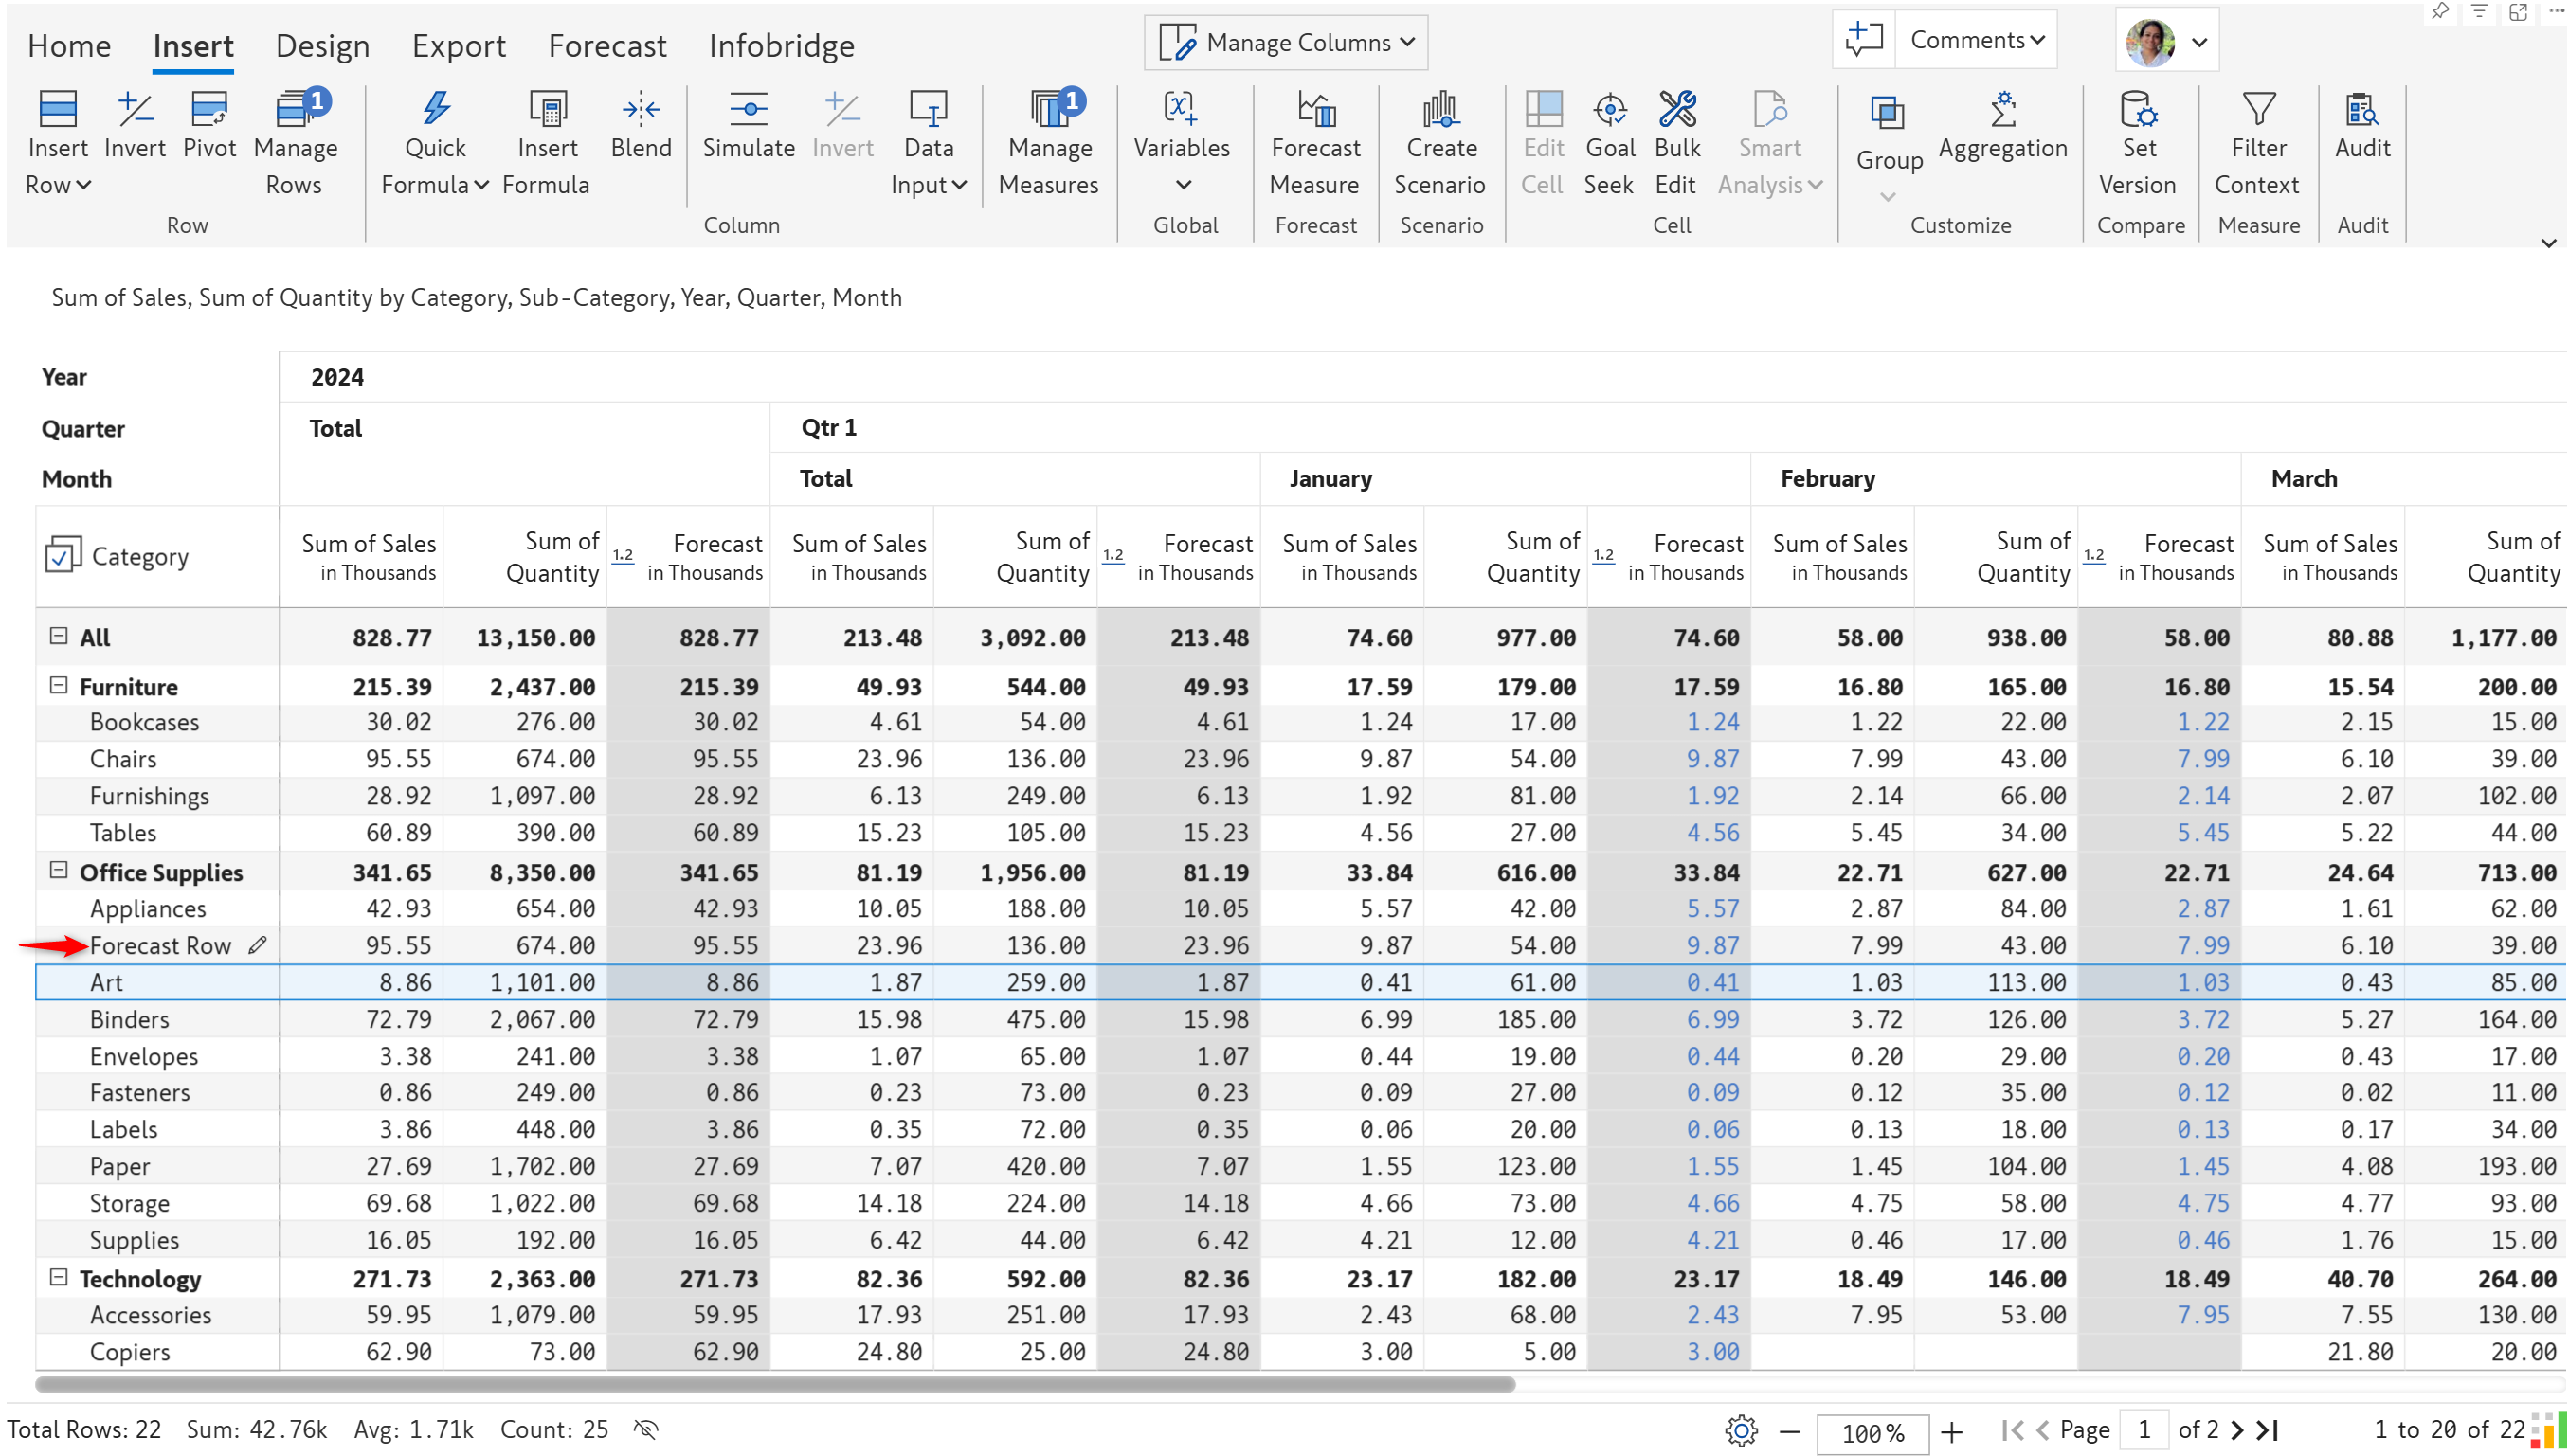 Home Insert Design Export Forecast Infobridge Manage Columns Comments
1 1
Insert Invert Pivot Manage Quick Insert Blend Simulate Invert Data Manage Variables Forecast Create Edit Goal Bulk Smart Group Aggregation Set Filter Audit
Row Rows Formula Formula Input Measures Measure Scenario Cell Seek Edit Analysis Version Context
Row Column Global Forecast Scenario Cell Customize Compare Measure Audit
Sum of Sales, Sum of Quantity by Category, Sub-Category, Year, Quarter, Month
Year 2024
Quarter Total Qtr 1
Month Total January February March
Category Sum of Sales in Thousands Sum of Quantity 1.2 Forecast in Thousands Sum of Sales in Thousands Sum of Quantity 1.2 Forecast in Thousands Sum of Sales in Thousands Sum of Quantity 1.2 Forecast in Thousands Sum of Sales in Thousands Sum of Quantity 1.2 Forecast in Thousands Sum of Sales in Thousands Sum of Quantity
All 828.77 13,150.00 828.77 213.48 3,092.00 213.48 74.60 977.00 74.60 58.00 938.00 58.00 80.88 1,177.00
Furniture 215.39 2,437.00 215.39 49.93 544.00 49.93 17.59 179.00 17.59 16.80 165.00 16.80 15.54 200.00
Bookcases 30.02 276.00 30.02 4.61 54.00 4.61 1.24 17.00 1.24 1.22 22.00 1.22 2.15 15.00
Chairs 95.55 674.00 95.55 23.96 136.00 23.96 9.87 54.00 9.87 7.99 43.00 7.99 6.10 39.00
Furnishings 28.92 1,097.00 28.92 6.13 249.00 6.13 1.92 81.00 1.92 2.14 66.00 2.14 2.07 102.00
Tables 60.89 390.00 60.89 15.23 105.00 15.23 4.56 27.00 4.56 5.45 34.00 5.45 5.22 44.00
Office Supplies 341.65 8,350.00 341.65 81.19 1,956.00 81.19 33.84 616.00 33.84 22.71 627.00 22.71 24.64 713.00
Appliances 42.93 654.00 42.93 10.05 188.00 10.05 5.57 42.00 5.57 2.87 84.00 2.87 1.61 62.00
Forecast Row 95.55 674.00 95.55 23.96 136.00 23.96 9.87 54.00 9.87 7.99 43.00 7.99 6.10 39.00
Art 8.86 1,101.00 8.86 1.87 259.00 1.87 0.41 61.00 0.41 1.03 113.00 1.03 0.43 85.00
Binders 72.79 2,067.00 72.79 15.98 475.00 15.98 6.99 185.00 6.99 3.72 126.00 3.72 5.27 164.00
Envelopes 3.38 241.00 3.38 1.07 65.00 1.07 0.44 19.00 0.44 0.20 29.00 0.20 0.43 17.00
Fasteners 0.86 249.00 0.86 0.23 73.00 0.23 0.09 27.00 0.09 0.12 35.00 0.12 0.02 11.00
Labels 3.86 448.00 3.86 0.35 72.00 0.35 0.06 20.00 0.06 0.13 18.00 0.13 0.17 34.00
Paper 27.69 1,702.00 27.69 7.07 420.00 7.07 1.55 123.00 1.55 1.45 104.00 1.45 4.08 193.00
Storage 69.68 1,022.00 69.68 14.18 224.00 14.18 4.66 73.00 4.66 4.75 58.00 4.75 4.77 93.00
Supplies 16.05 192.00 16.05 6.42 44.00 6.42 4.21 12.00 4.21 0.46 17.00 0.46 1.76 15.00
Technology 271.73 2,363.00 271.73 82.36 592.00 82.36 23.17 182.00 23.17 18.49 146.00 18.49 40.70 264.00
Accessories 59.95 1,079.00 59.95 17.93 251.00 17.93 2.43 68.00 2.43 7.95 53.00 7.95 7.55 130.00
Copiers 62.90 73.00 62.90 24.80 25.00 24.80 3.00 5.00 3.00 21.80 20.00
Total Rows: 22 Sum: 42.76k Avg: 1.71k Count: 25 100% Page 1 of 2 1 to 20 of 22